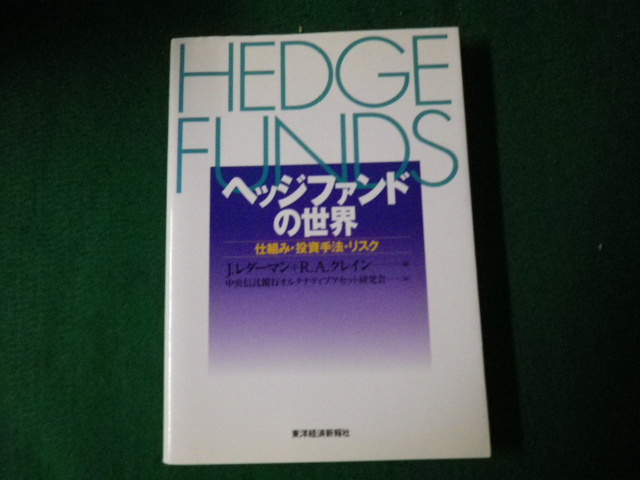 HEDGE
FUNDS
ヘッジファンド
の世界
仕組み・投資手法・リスク
J.レダーマン+R.A.クレイン 編
中央信託銀行オルタナティブアセット研究会 訳
東洋経済新報社